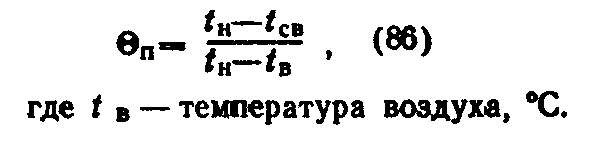 Θп= tн—tсв / tн—tв , (86)
где t в — температура воздуха, °С.